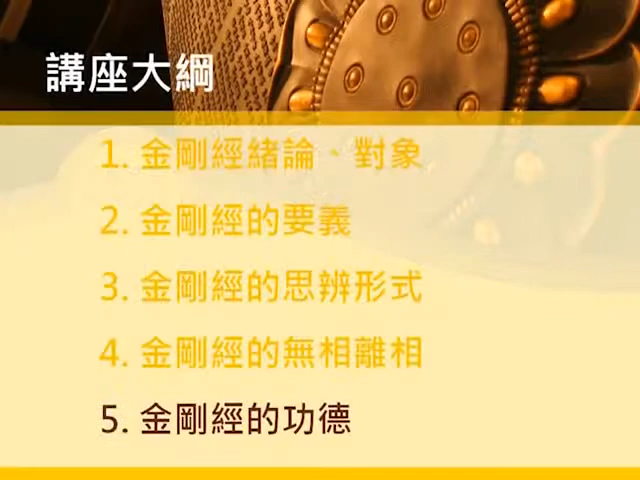 講座大綱
1. 金剛經緒論、對象
2. 金剛經的要義
3. 金剛經的思辨形式
4. 金剛經的無相離相
5. 金剛經的功德